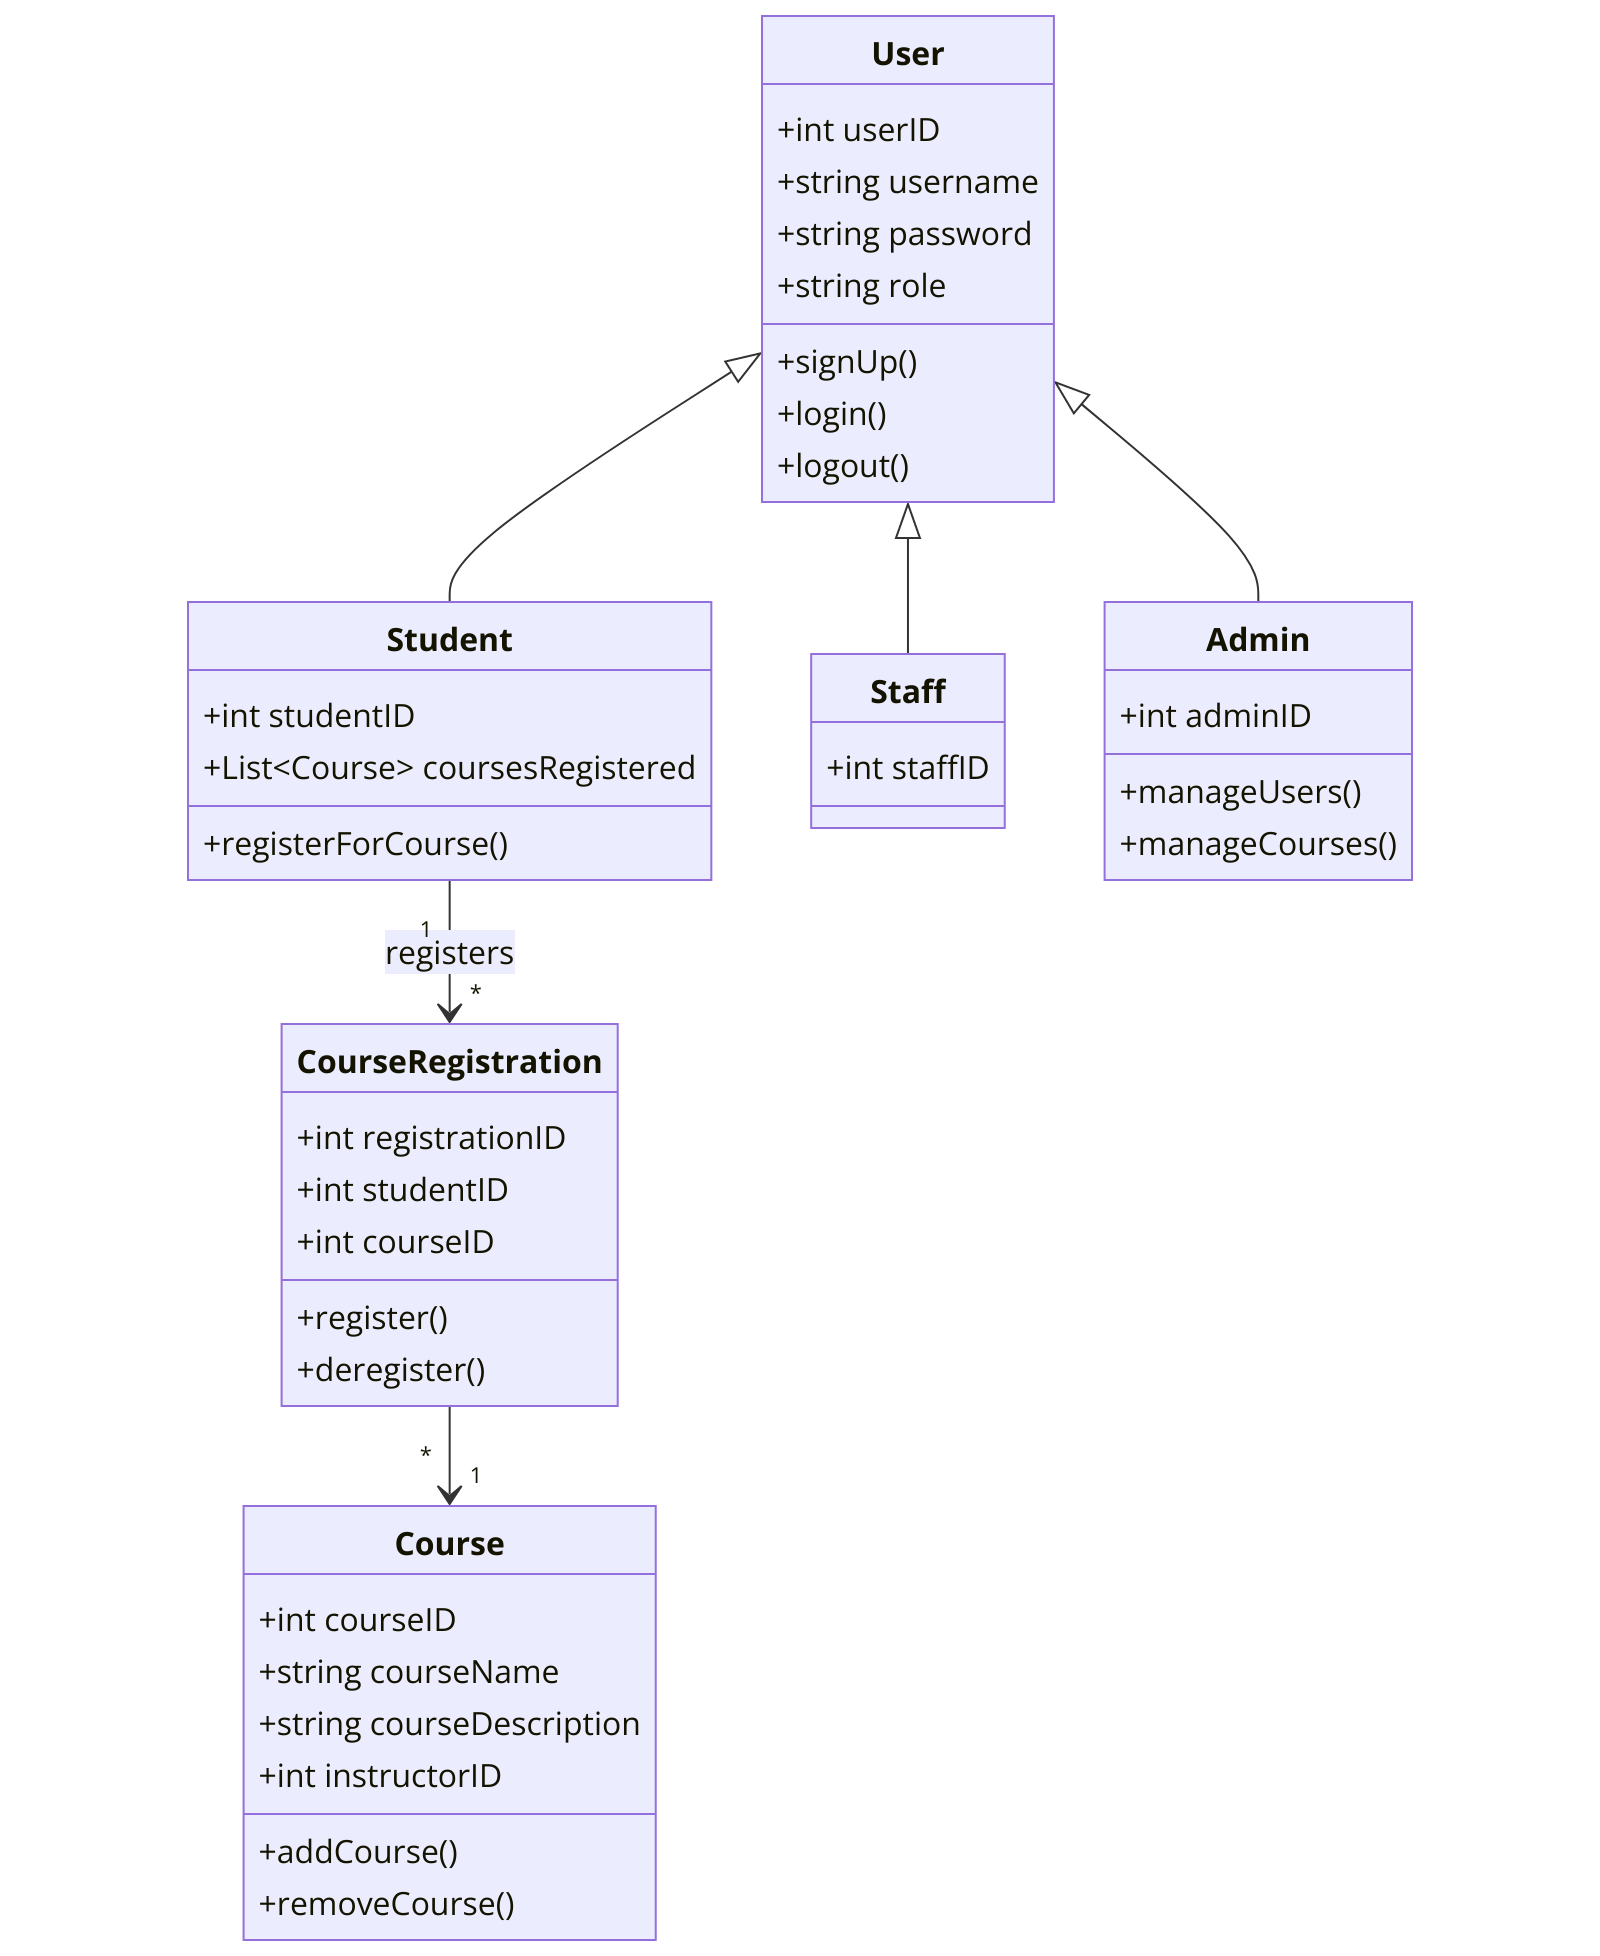 User
+int userID
+string username
+string password
+string role
+signUp()
+login()
+logout()
Student
+int studentID
+List<Course> coursesRegistered
+registerForCourse()
Staff
+int staffID
Admin
+int adminID
+manageUsers()
+manageCourses()
1
registers
*
CourseRegistration
+int registrationID
+int studentID
+int courseID
+register()
+deregister()
*
1
Course
+int courseID
+string courseName
+string courseDescription
+int instructorID
+addCourse()
+removeCourse()